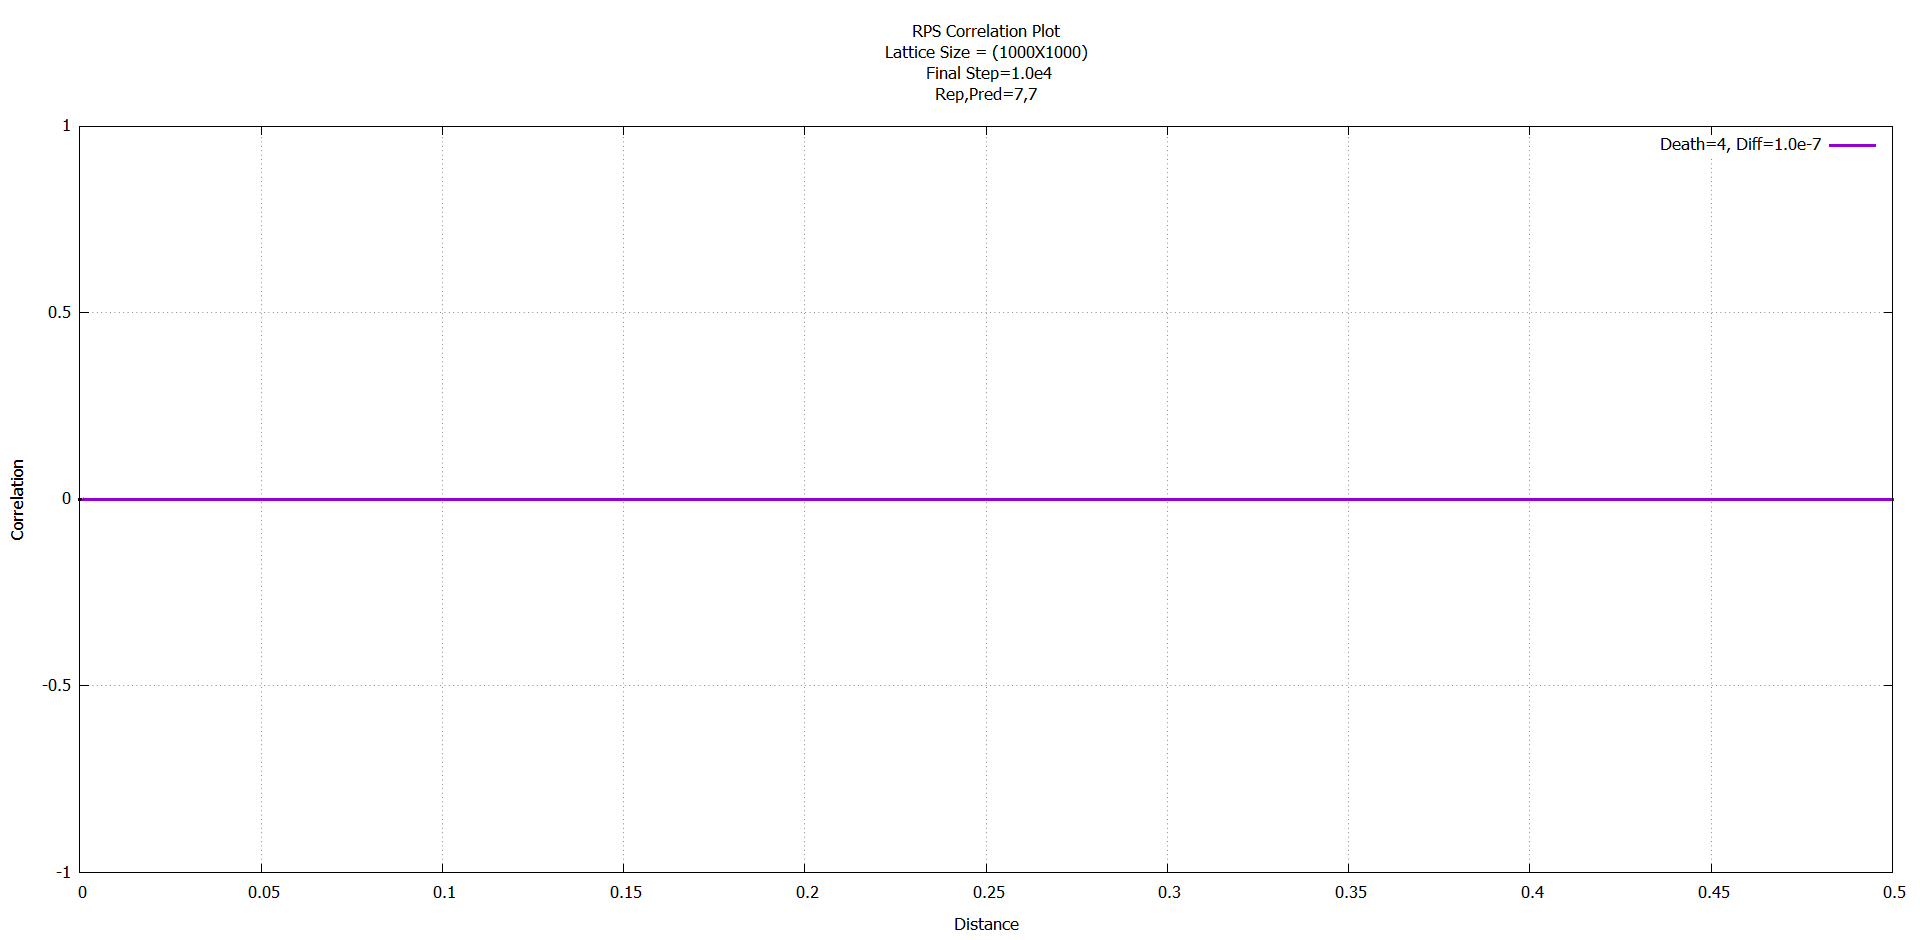 RPS Correlation Plot
Lattice Size = (1000X1000)
Final Step=1.0e4
Rep,Pred=7,7
Death=4, Diff=1.0e-7
1
0.5
0
-0.5
-1
Correlation
0 0.05 0.1 0.15 0.2 0.25 0.3 0.35 0.4 0.45 0.5
Distance